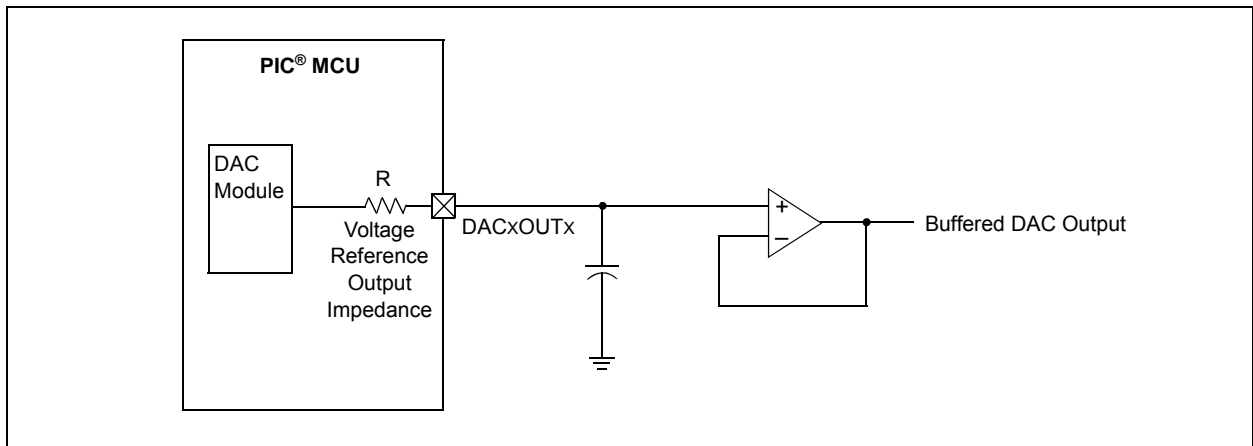 PIC® MCU
DAC
Module
R
Voltage
Reference
Output
Impedance
DACxOUTx
+
–
Buffered DAC Output